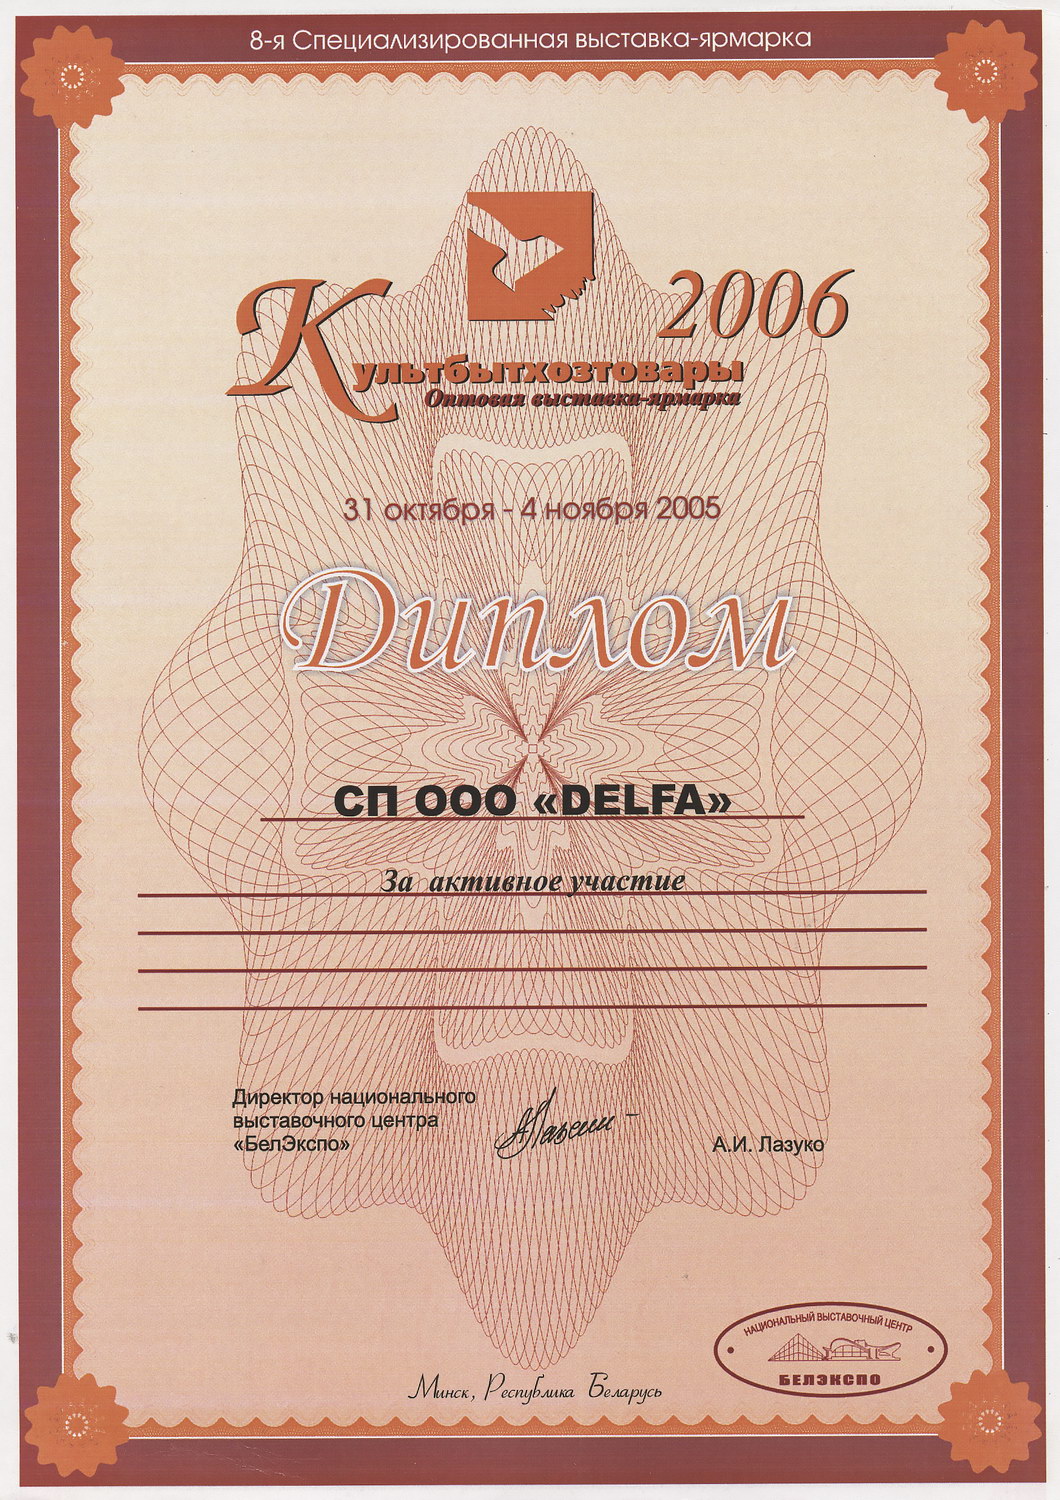 8-я Специализированная выставка-ярмарка
2006
Культбытхозтовары
Оптовая выставка-ярмарка
31 октября - 4 ноября 2005
Диплом
СП ООО «DELFA»
За активное участие
Директор национального
выставочного центра
«БелЭкспо»
А.И. Лазуко
НАЦИОНАЛЬНЫЙ ВЫСТАВОЧНЫЙ ЦЕНТР
БЕЛЭКСПО
Минск, Республика Беларусь